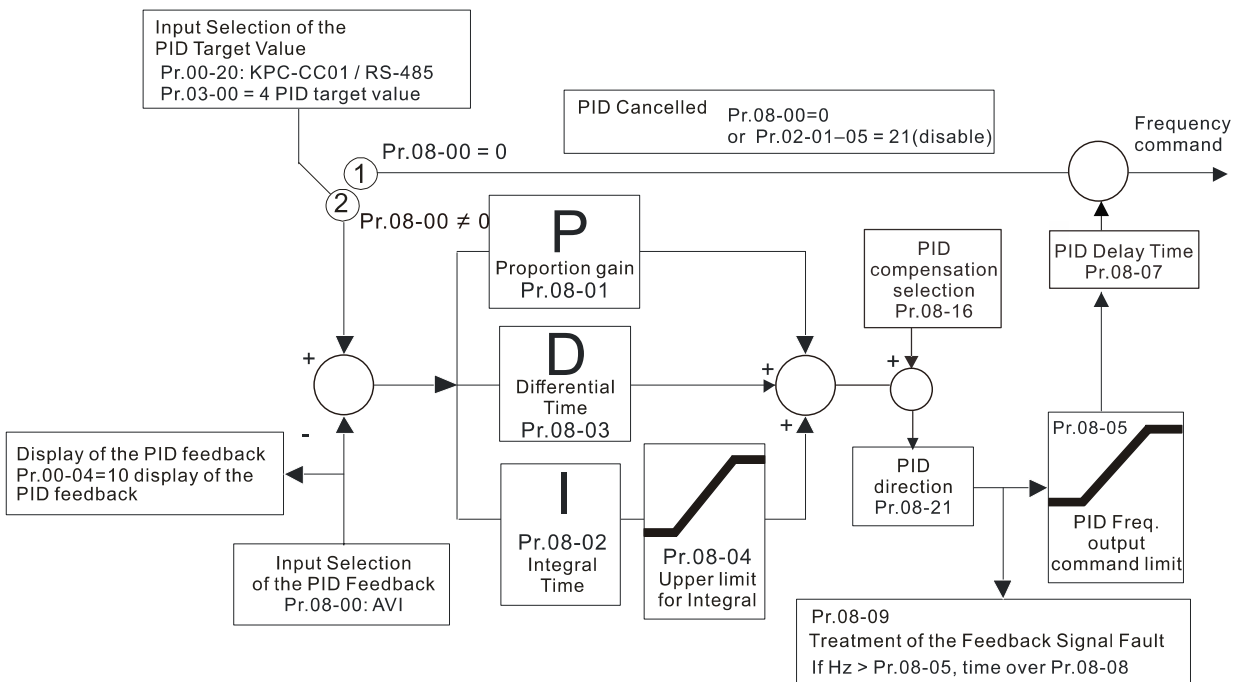 Input Selection of the
PID Target Value
Pr.00-20: KPC-CC01 / RS-485
Pr.03-00 = 4 PID target value
PID Cancelled
Pr.08-00=0
or Pr.02-01–05 = 21(disable)
Frequency
command
Pr.08-00 = 0
1
2
Pr.08-00 ≠ 0
P
Proportion gain
Pr.08-01
PID
compensation
selection
Pr.08-16
PID Delay Time
Pr.08-07
+
D
Differential
Time
Pr.08-03
+
+
+
-
Display of the PID feedback
Pr.00-04=10 display of the
PID feedback
I
Pr.08-02
Integral
Time
Pr.08-04
Upper limit
for Integral
PID
direction
Pr.08-21
Pr.08-05
PID Freq.
output
command limit
Input Selection
of the PID Feedback
Pr.08-00: AVI
Pr.08-09
Treatment of the Feedback Signal Fault
If Hz > Pr.08-05, time over Pr.08-08